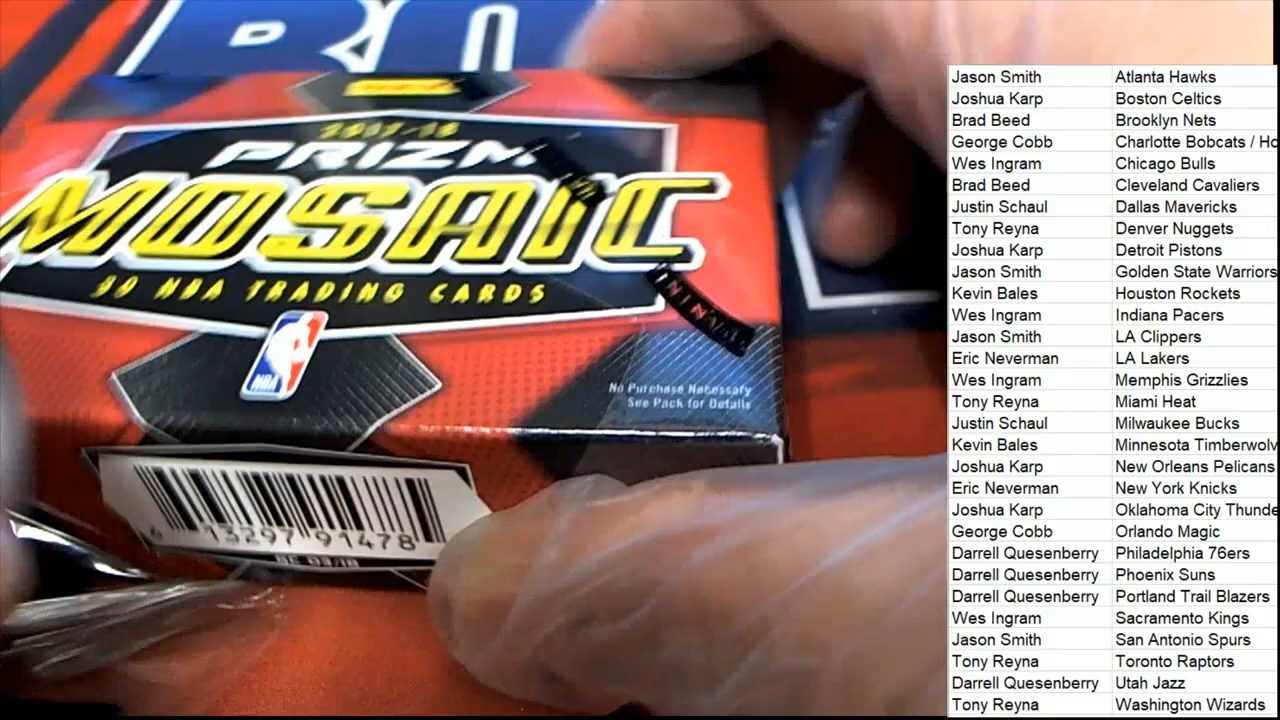 2017-18
PRIZM
MOSAIC
NBA TRADING CARDS
NBA
No Purchase Necessary
See Pack for Details
6 13297 91478
Jason Smith Atlanta Hawks
Joshua Karp Boston Celtics
Brad Beed Brooklyn Nets
George Cobb Charlotte Bobcats / Ho
Wes Ingram Chicago Bulls
Brad Beed Cleveland Cavaliers
Justin Schaul Dallas Mavericks
Tony Reyna Denver Nuggets
Joshua Karp Detroit Pistons
Jason Smith Golden State Warriors
Kevin Bales Houston Rockets
Wes Ingram Indiana Pacers
Jason Smith LA Clippers
Eric Neverman LA Lakers
Wes Ingram Memphis Grizzlies
Tony Reyna Miami Heat
Justin Schaul Milwaukee Bucks
Kevin Bales Minnesota Timberwolv
Joshua Karp New Orleans Pelicans
Eric Neverman New York Knicks
Joshua Karp Oklahoma City Thunde
George Cobb Orlando Magic
Darrell Quesenberry Philadelphia 76ers
Darrell Quesenberry Phoenix Suns
Darrell Quesenberry Portland Trail Blazers
Wes Ingram Sacramento Kings
Jason Smith San Antonio Spurs
Tony Reyna Toronto Raptors
Darrell Quesenberry Utah Jazz
Tony Reyna Washington Wizards